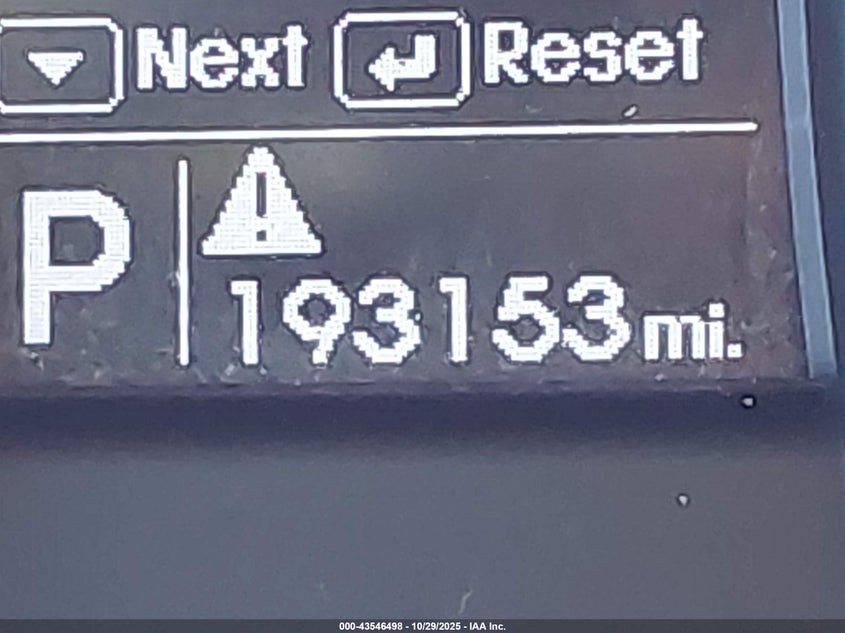 Next Reset
P
193153 mi.
000-43546498 - 10/29/2025 - IAA Inc.